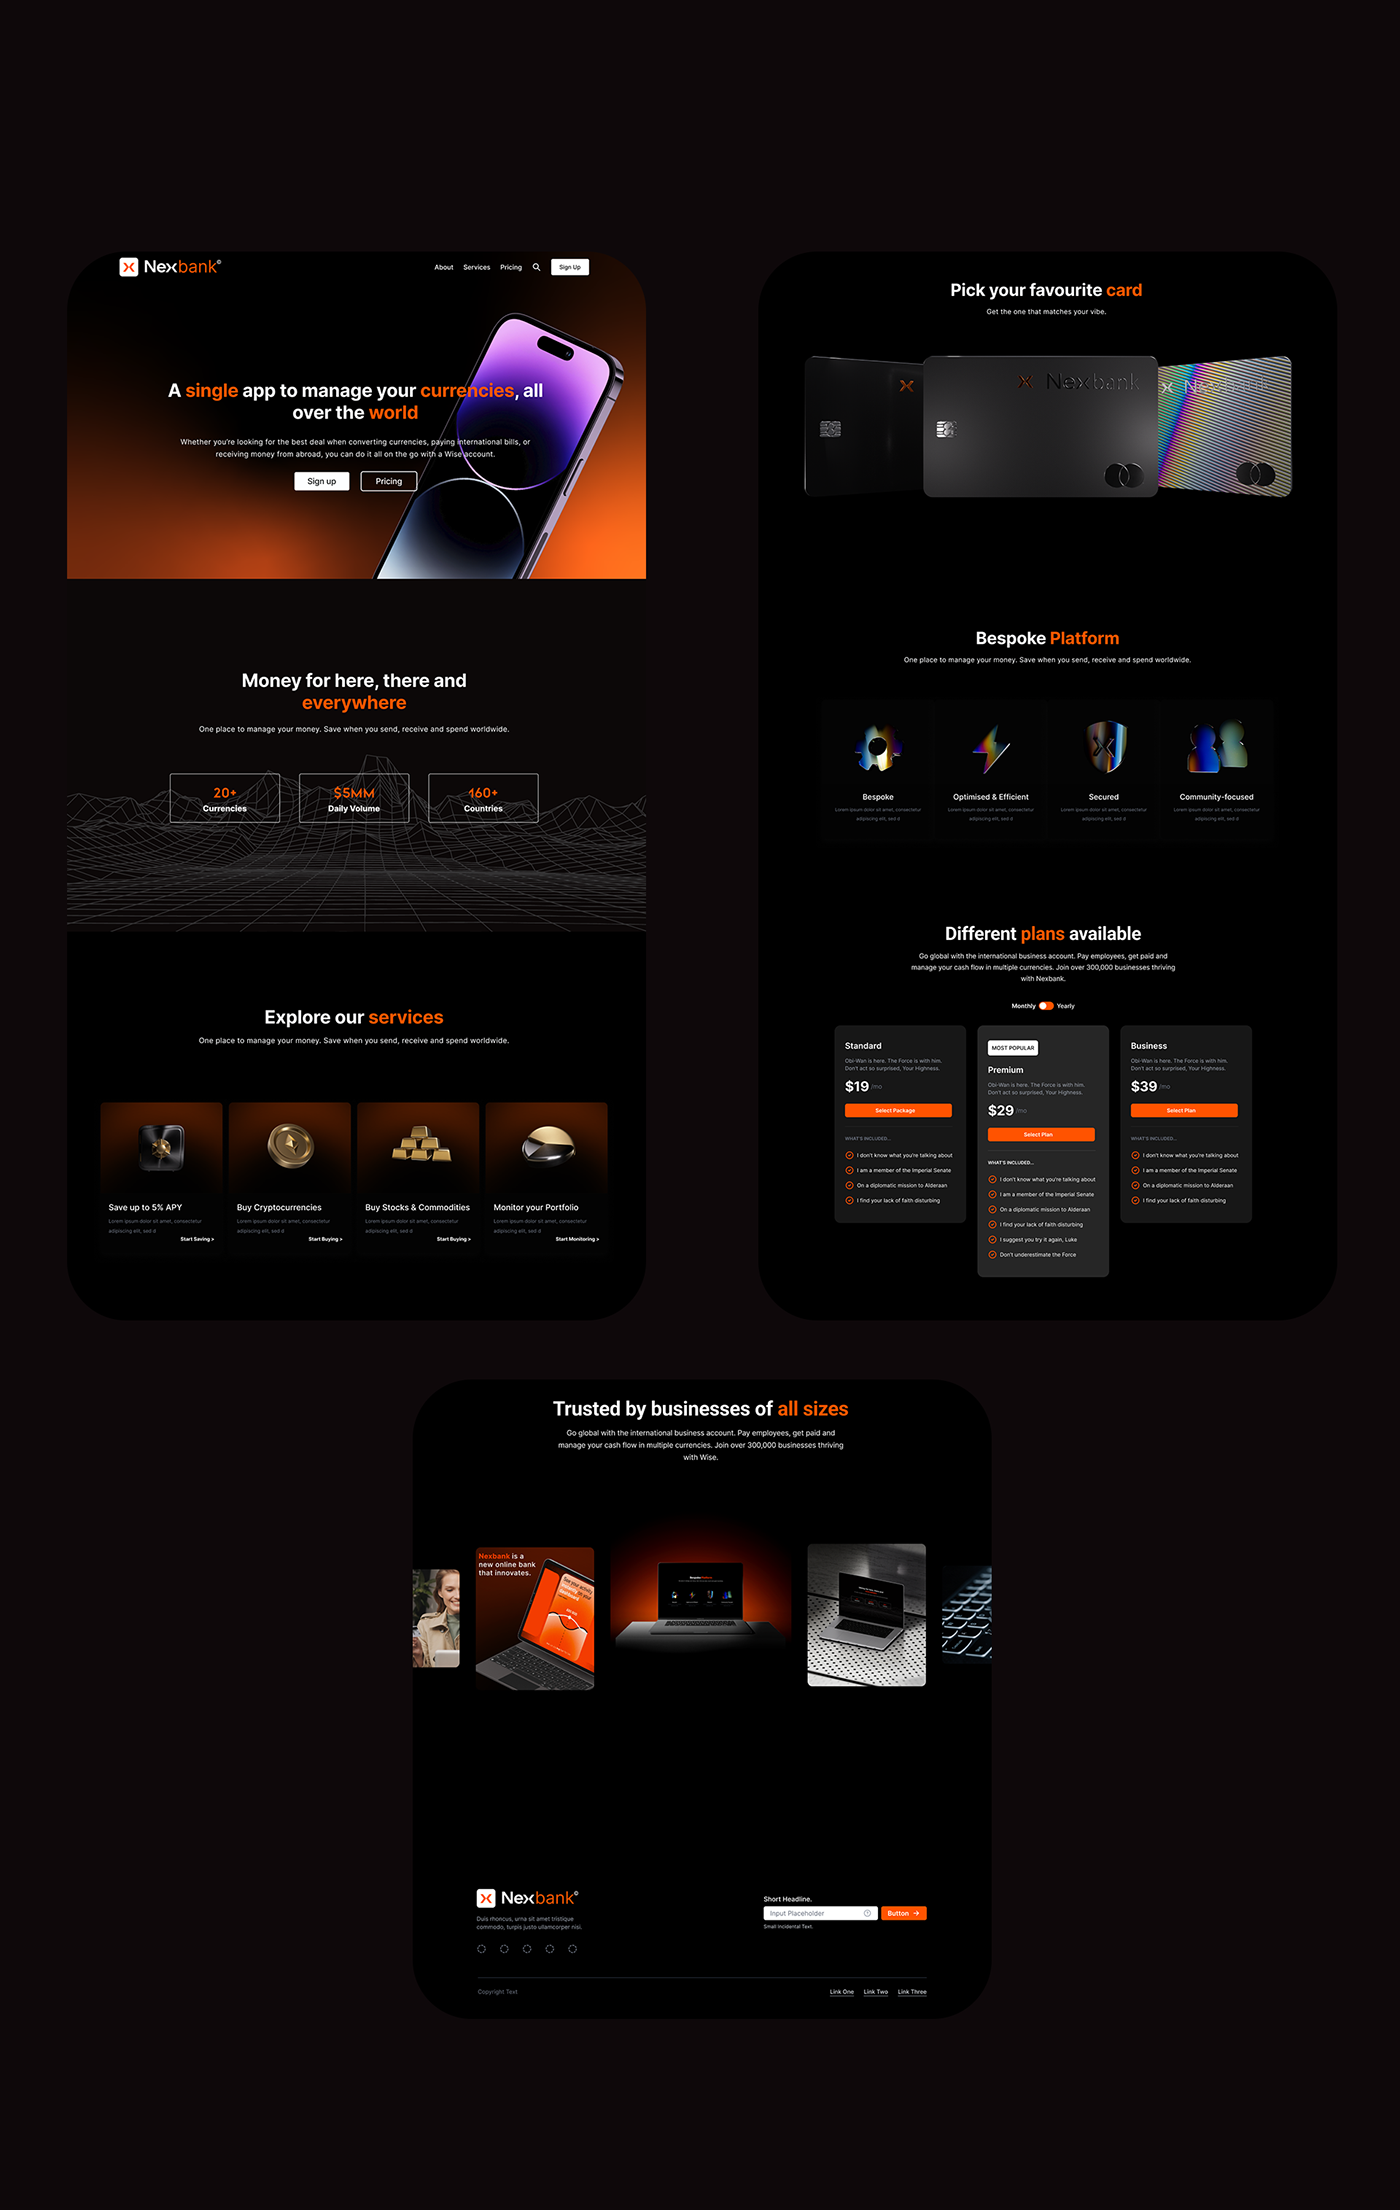 Nexbank©
About
Services
Pricing
Sign Up
A single app to manage your currencies, all
over the world
Whether you're looking for the best deal when converting currencies, paying international bills, or
receiving money from abroad, you can do it all on the go with a Wise account.
Sign up
Pricing
Money for here, there and
everywhere
One place to manage your money. Save when you send, receive and spend worldwide.
20+
Currencies
$5MM
Daily Volume
160+
Countries
Explore our services
One place to manage your money. Save when you send, receive and spend worldwide.
Save up to 5% APY
Lorem ipsum dolor sit amet, consectetur
adipiscing elit, sed d
Start Saving >
Buy Cryptocurrencies
Lorem ipsum dolor sit amet, consectetur
adipiscing elit, sed d
Start Buying >
Buy Stocks & Commodities
Lorem ipsum dolor sit amet, consectetur
adipiscing elit, sed d
Start Buying >
Monitor your Portfolio
Lorem ipsum dolor sit amet, consectetur
adipiscing elit, sed d
Start Monitoring >
Pick your favourite card
Get the one that matches your vibe.
Nexbank
Nexbank
Bespoke Platform
One place to manage your money. Save when you send, receive and spend worldwide.
Bespoke
Lorem ipsum dolor sit amet, consectetur
adipiscing elit, sed d
Optimised & Efficient
Lorem ipsum dolor sit amet, consectetur
adipiscing elit, sed d
Secured
Lorem ipsum dolor sit amet, consectetur
adipiscing elit, sed d
Community-focused
Lorem ipsum dolor sit amet, consectetur
adipiscing elit, sed d
Different plans available
Go global with the international business account. Pay employees, get paid and
manage your cash flow in multiple currencies. Join over 300,000 businesses thriving
with Nexbank.
Monthly
Yearly
Standard
Obi-Wan is here. The Force is with him.
Don't act so surprised, Your Highness.
$19 /mo
Select Package
WHAT'S INCLUDED...
I don't know what you're talking about
I am a member of the Imperial Senate
On a diplomatic mission to Alderaan
I find your lack of faith disturbing
MOST POPULAR
Premium
Obi-Wan is here. The Force is with him.
Don't act so surprised, Your Highness.
$29 /mo
Select Plan
WHAT'S INCLUDED...
I don't know what you're talking about
I am a member of the Imperial Senate
On a diplomatic mission to Alderaan
I find your lack of faith disturbing
I suggest you try it again, Luke
Don't underestimate the Force
Business
Obi-Wan is here. The Force is with him.
Don't act so surprised, Your Highness.
$39 /mo
Select Plan
WHAT'S INCLUDED...
I don't know what you're talking about
I am a member of the Imperial Senate
On a diplomatic mission to Alderaan
I find your lack of faith disturbing
Trusted by businesses of all sizes
Go global with the international business account. Pay employees, get paid and
manage your cash flow in multiple currencies. Join over 300,000 businesses thriving
with Wise.
Nexbank is a
new online bank
that innovates.
See your activity
on your
dashboard
Bespoke Platform
Nexbank©
Duis rhoncus, urna sit amet tristique
commodo, turpis justo ullamcorper nisi.
Short Headline.
Input Placeholder
Button
Small Incidental Text.
Copyright Text
Link One
Link Two
Link Three